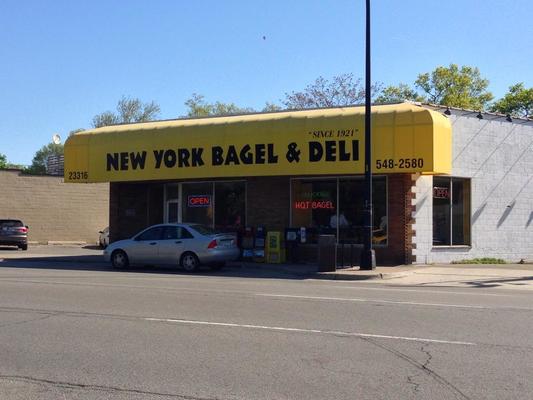 "SINCE 1921"
NEW YORK BAGEL & DELI
23316
548-2580
OPEN
HOT BAGEL
OPEN